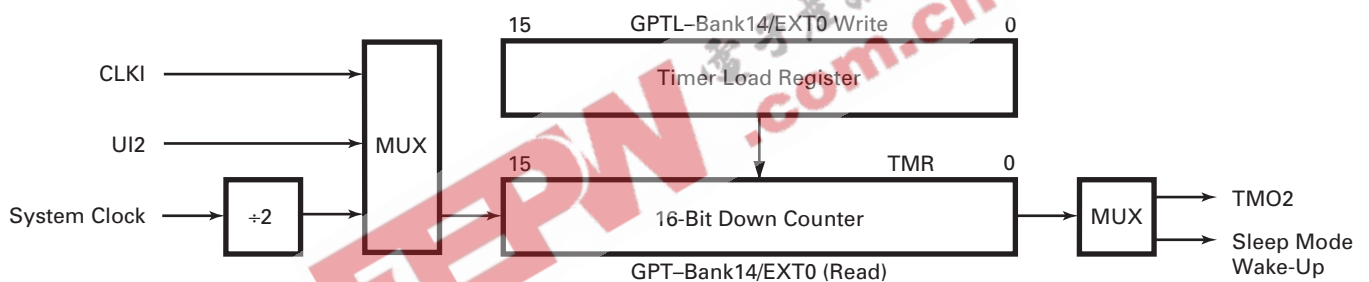 15 GPTL–Bank14/EXT0 Write 0
CLKI
Timer Load Register
UI2
MUX
15 TMR 0
System Clock
÷2
16-Bit Down Counter
MUX
TMO2
Sleep Mode
Wake-Up
GPT–Bank14/EXT0 (Read)
EEPW
.com.cn